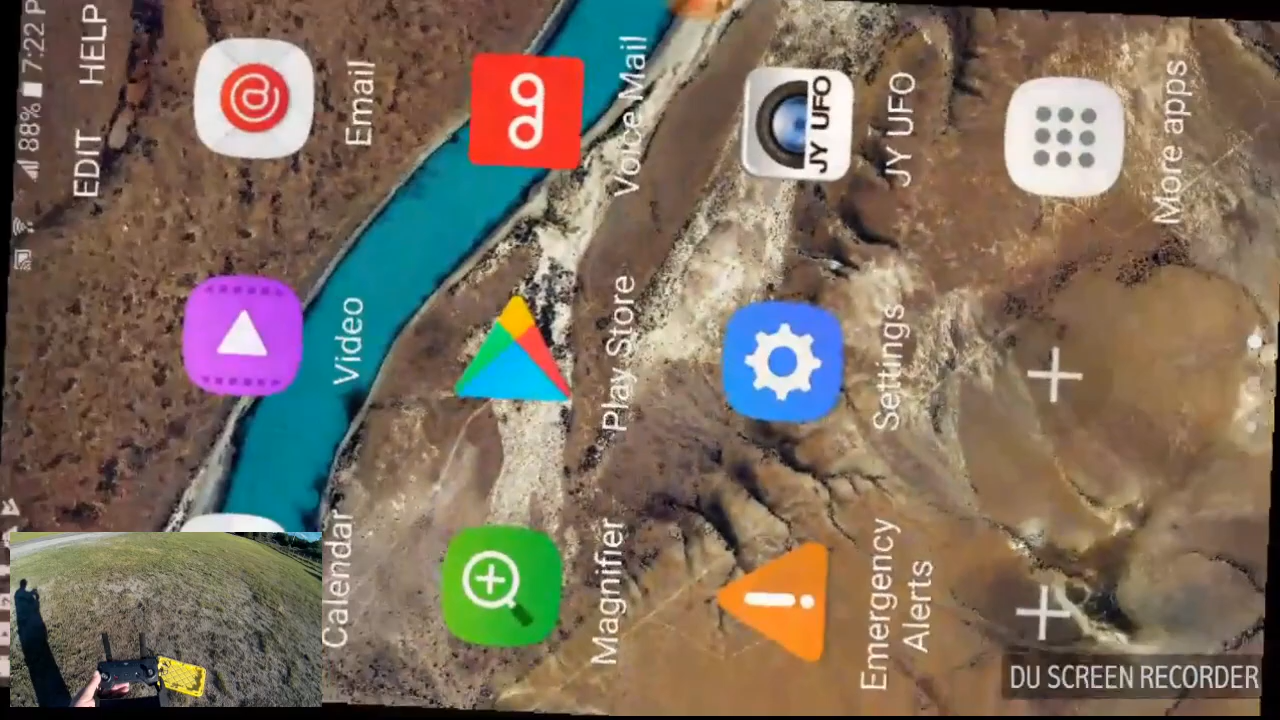 88% 7:22 P
EDIT HELP
Calendar
Video
Email
Magnifier
Play Store
Voice Mail
Emergency
Alerts
Settings
JY UFO
JY UFO
More apps
DU SCREEN RECORDER